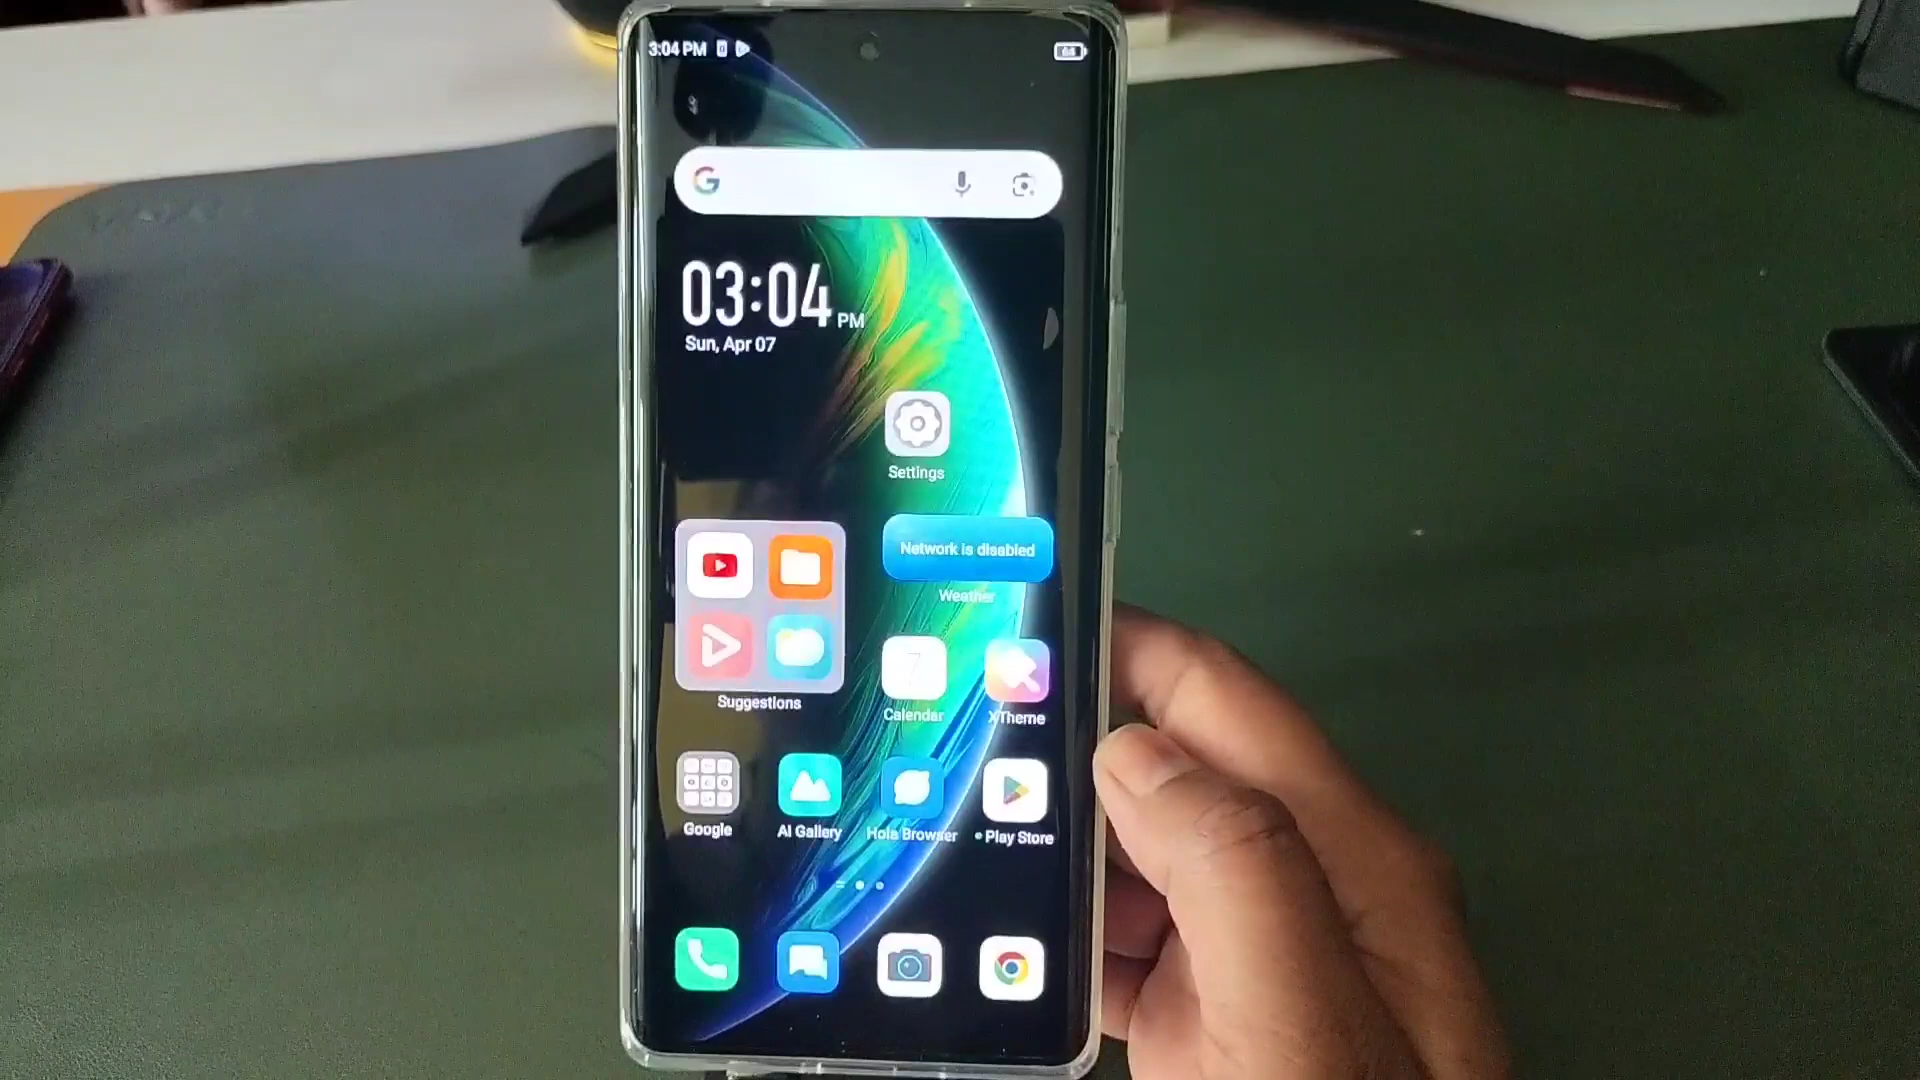 3:04 PM
03:04 PM
Sun, Apr 07
Settings
Network is disabled
Weather
7
Suggestions
Calendar
XTheme
Google
AI Gallery
Hola Browser
Play Store